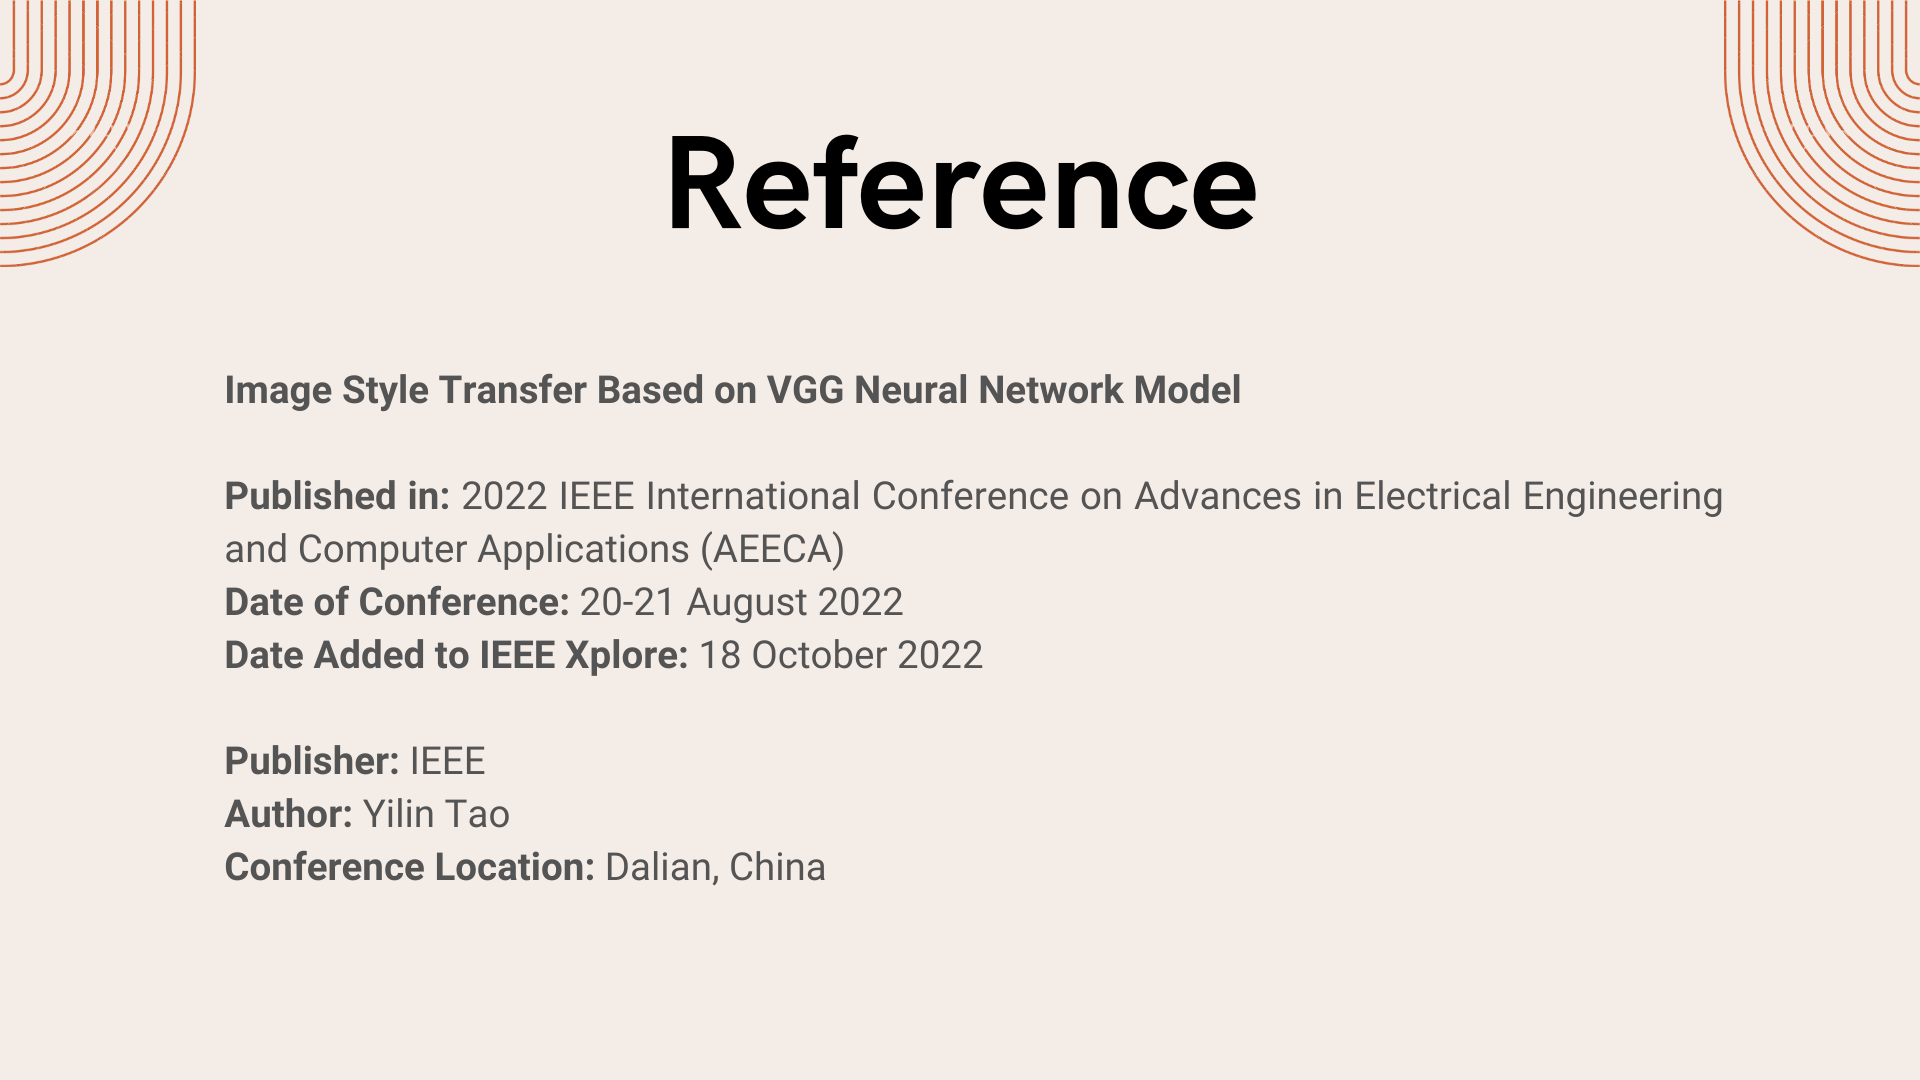 Reference
Image Style Transfer Based on VGG Neural Network Model
Published in: 2022 IEEE International Conference on Advances in Electrical Engineering
and Computer Applications (AEECA)
Date of Conference: 20-21 August 2022
Date Added to IEEE Xplore: 18 October 2022
Publisher: IEEE
Author: Yilin Tao
Conference Location: Dalian, China